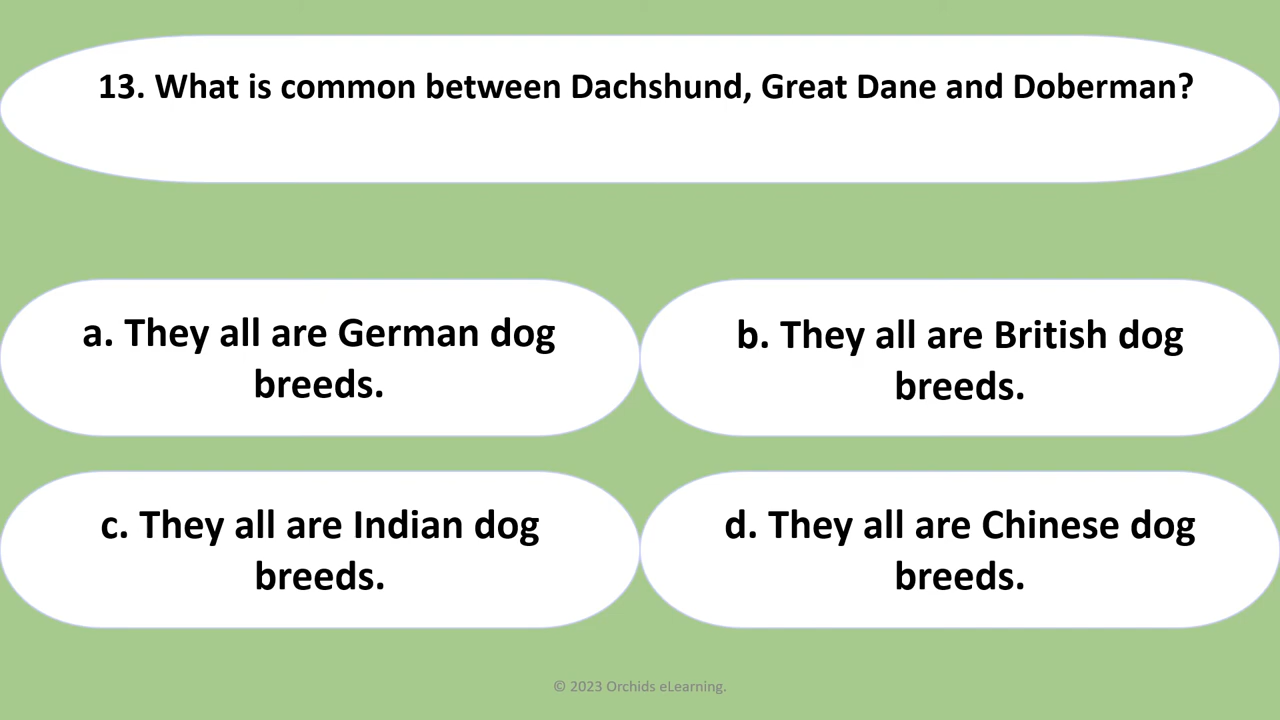 13. What is common between Dachshund, Great Dane and Doberman?
a. They all are German dog
breeds.
b. They all are British dog
breeds.
c. They all are Indian dog
breeds.
d. They all are Chinese dog
breeds.
© 2023 Orchids eLearning.